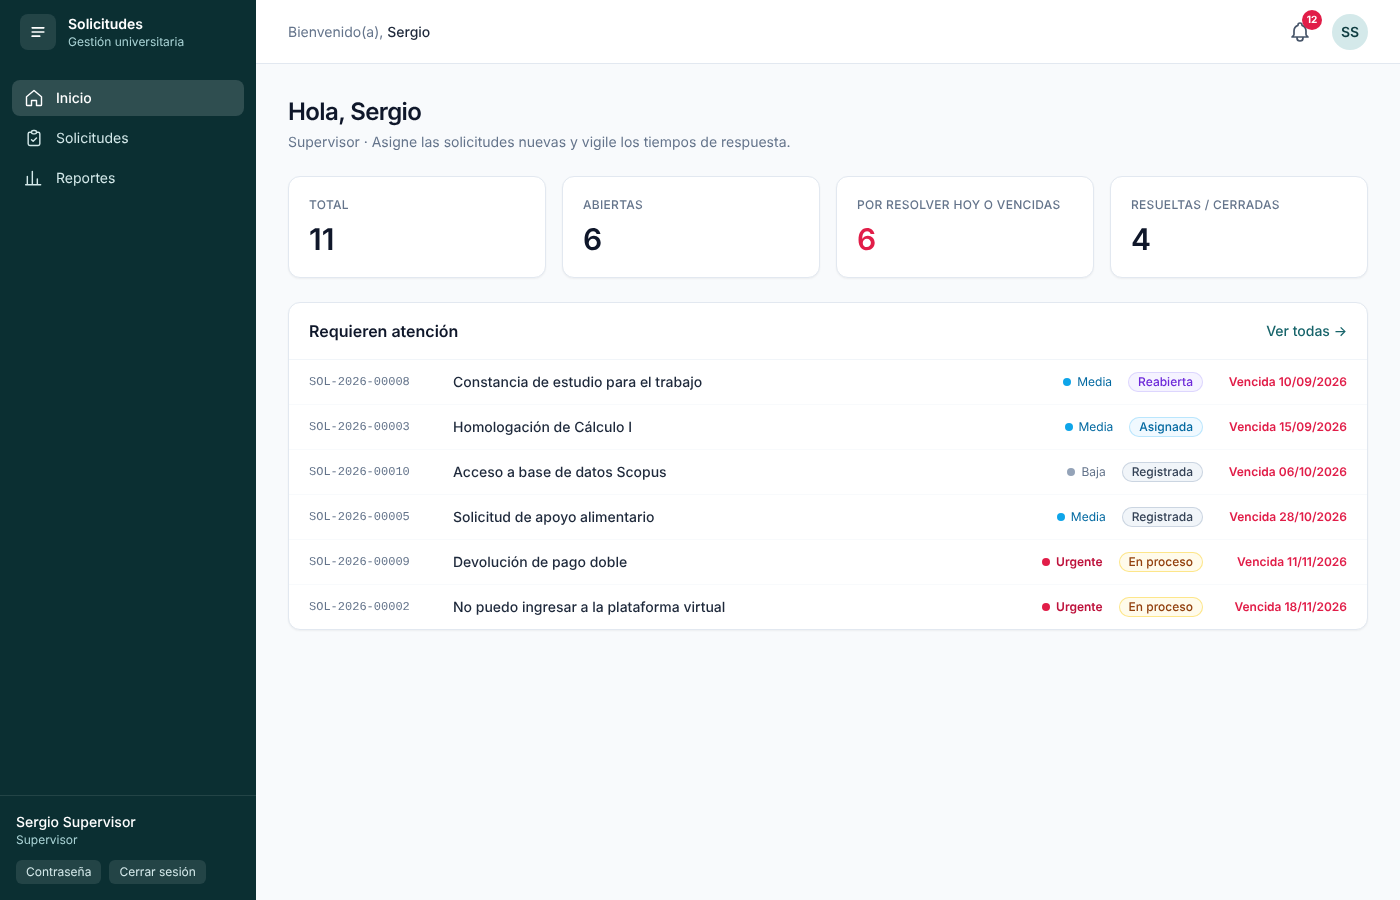 Solicitudes
Gestión universitaria
Inicio
Solicitudes
Reportes
Sergio Supervisor
Supervisor
Contraseña Cerrar sesión
Bienvenido(a), Sergio
12
SS
Hola, Sergio
Supervisor · Asigne las solicitudes nuevas y vigile los tiempos de respuesta.
TOTAL
11
ABIERTAS
6
POR RESOLVER HOY O VENCIDAS
6
RESUELTAS / CERRADAS
4
Requieren atención Ver todas →
SOL-2026-00008 Constancia de estudio para el trabajo Media Reabierta Vencida 10/09/2026
SOL-2026-00003 Homologación de Cálculo I Media Asignada Vencida 15/09/2026
SOL-2026-00010 Acceso a base de datos Scopus Baja Registrada Vencida 06/10/2026
SOL-2026-00005 Solicitud de apoyo alimentario Media Registrada Vencida 28/10/2026
SOL-2026-00009 Devolución de pago doble Urgente En proceso Vencida 11/11/2026
SOL-2026-00002 No puedo ingresar a la plataforma virtual Urgente En proceso Vencida 18/11/2026